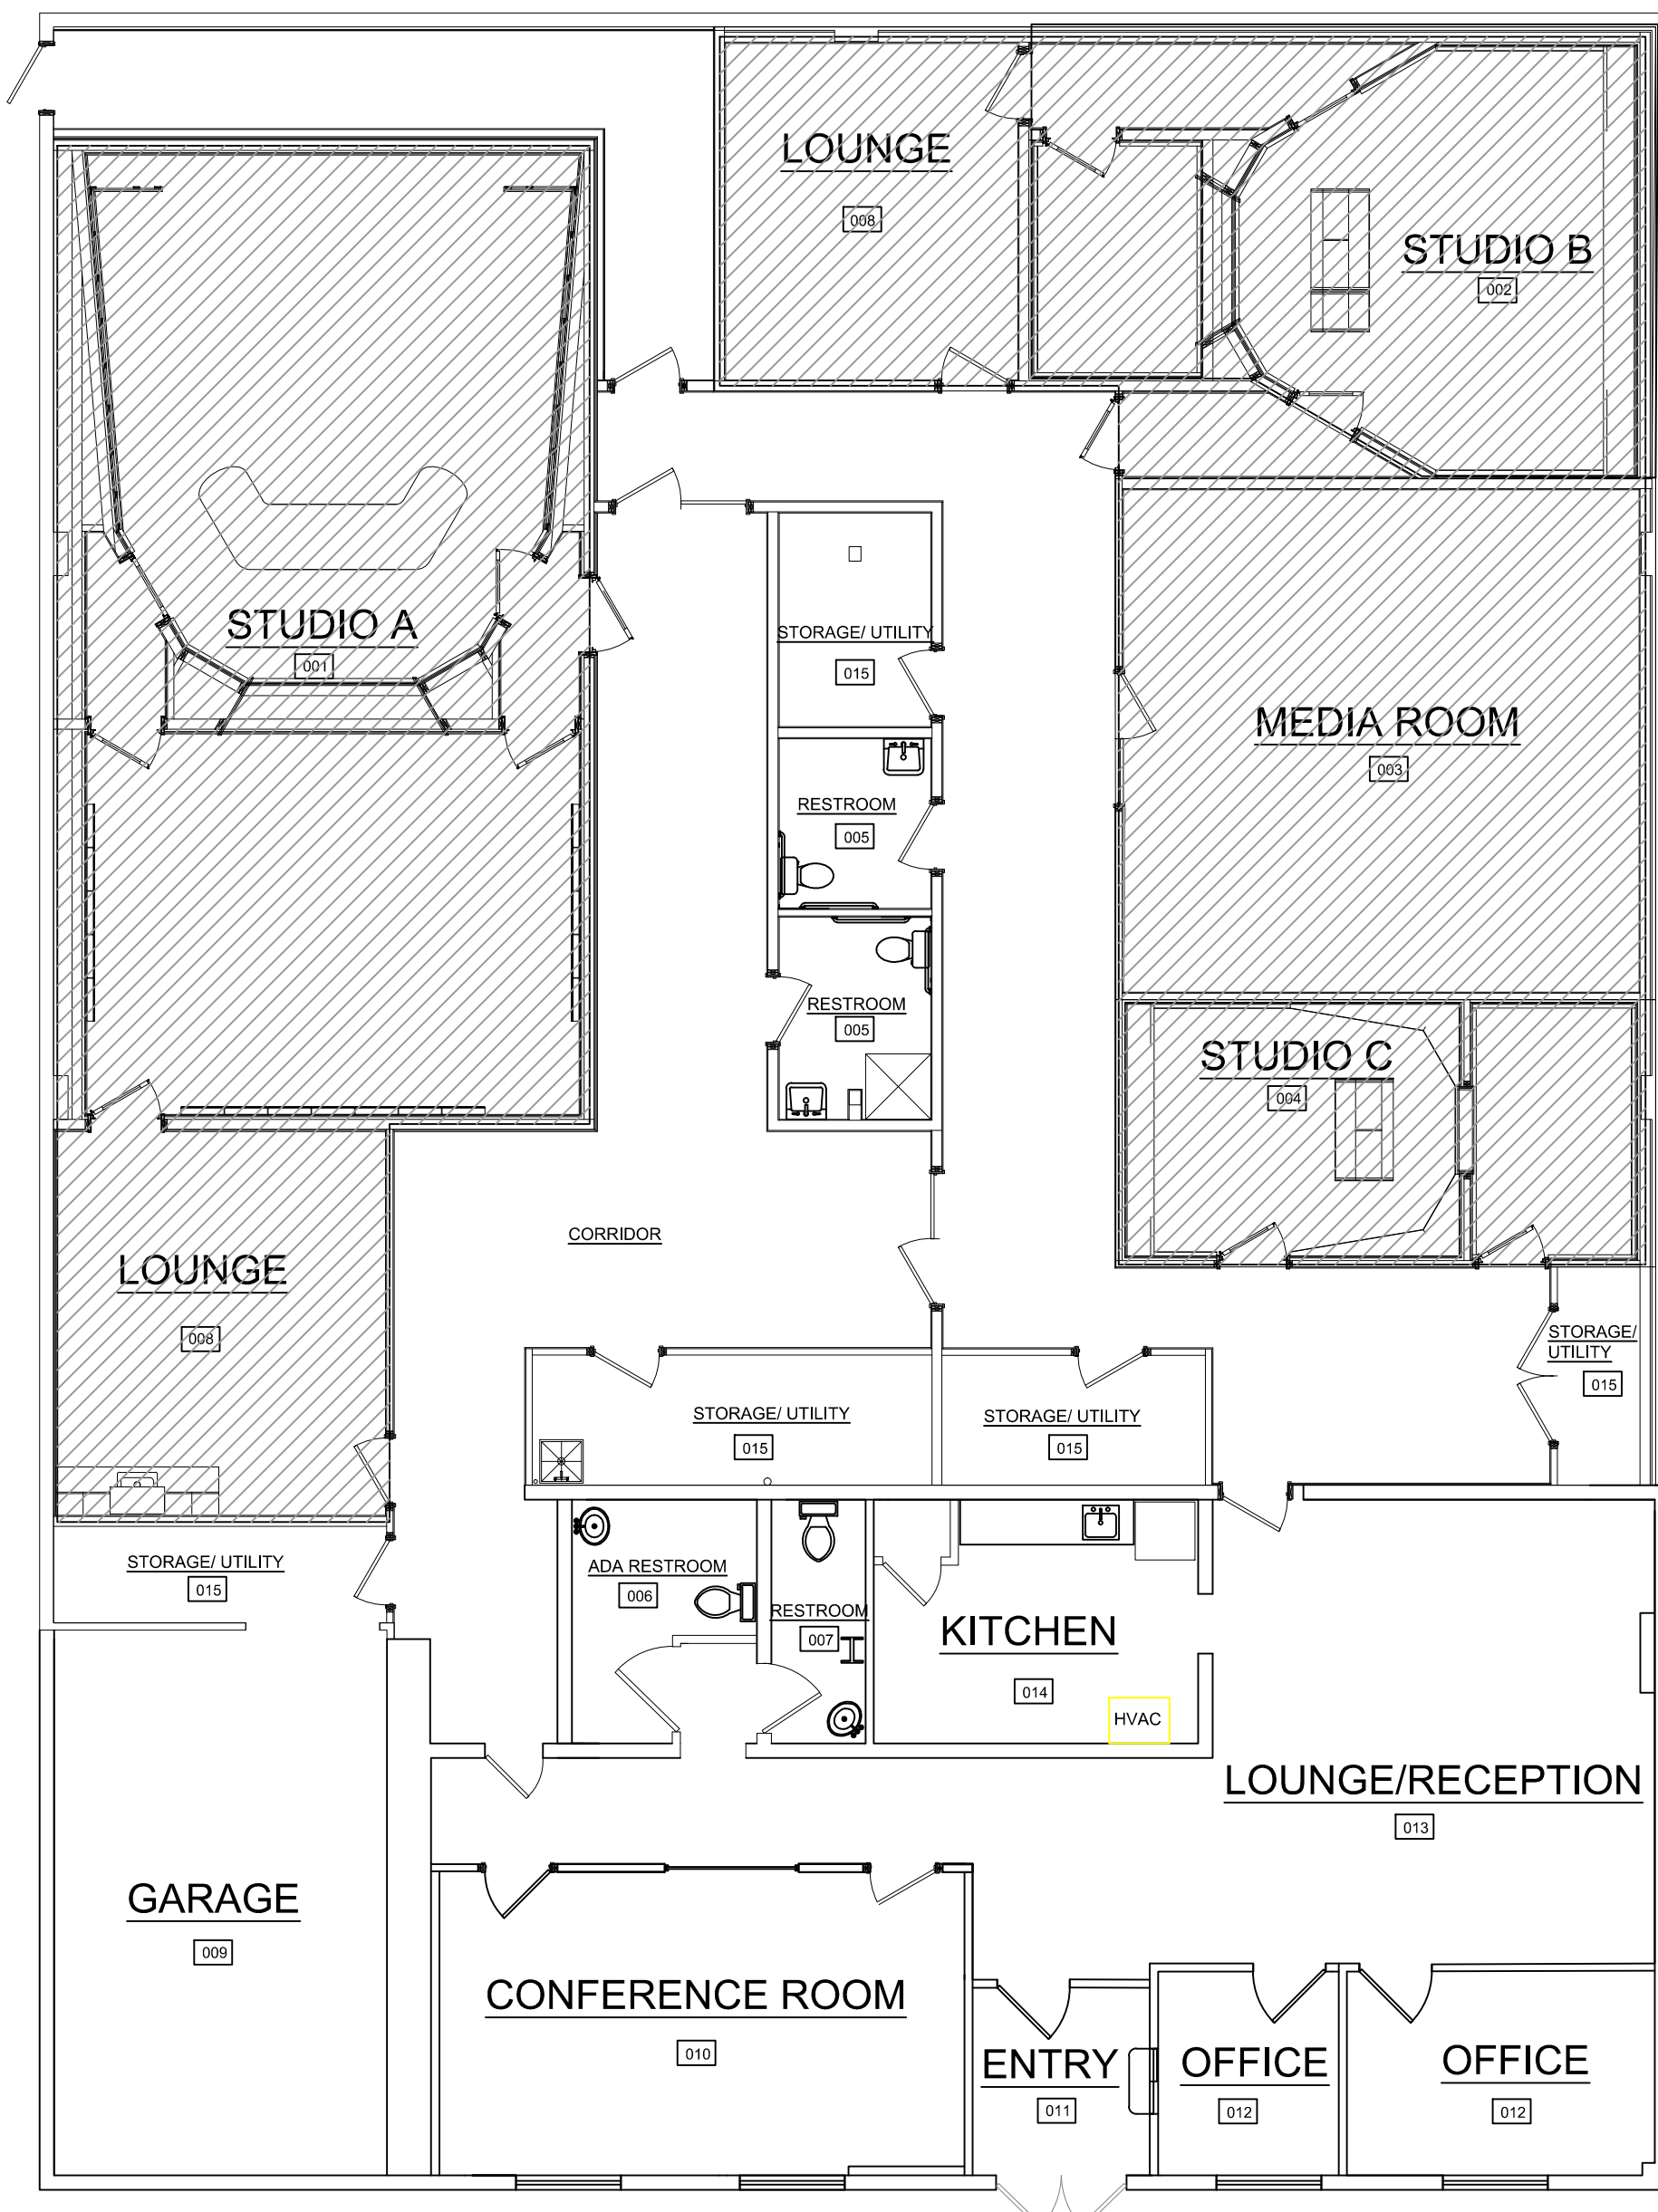 LOUNGE
008
STUDIO B
002
STUDIO A
001
STORAGE/ UTILITY
015
MEDIA ROOM
003
RESTROOM
005
RESTROOM
005
STUDIO C
004
CORRIDOR
LOUNGE
008
STORAGE/
UTILITY
015
STORAGE/ UTILITY
015
STORAGE/ UTILITY
015
STORAGE/ UTILITY
015
ADA RESTROOM
006
RESTROOM
007
KITCHEN
014
HVAC
LOUNGE/RECEPTION
013
GARAGE
009
CONFERENCE ROOM
010
ENTRY
011
OFFICE
012
OFFICE
012